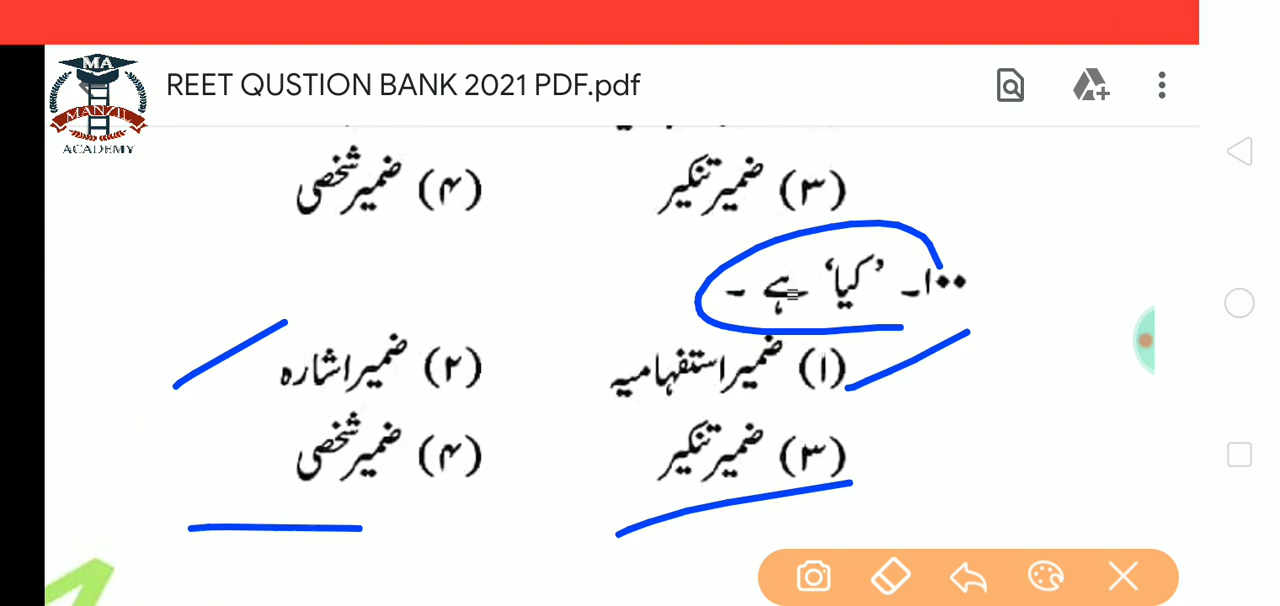 MA
MANZIL
ACADEMY
REET QUSTION BANK 2021 PDF.pdf
(۳) ضمیر تنکیر (۴) ضمیر شخصی
۱۰۰۔ ’کیا‘ ہے ۔
(۱) ضمیر استفہامیہ (۲) ضمیر اشارہ
(۳) ضمیر تنکیر (۴) ضمیر شخصی